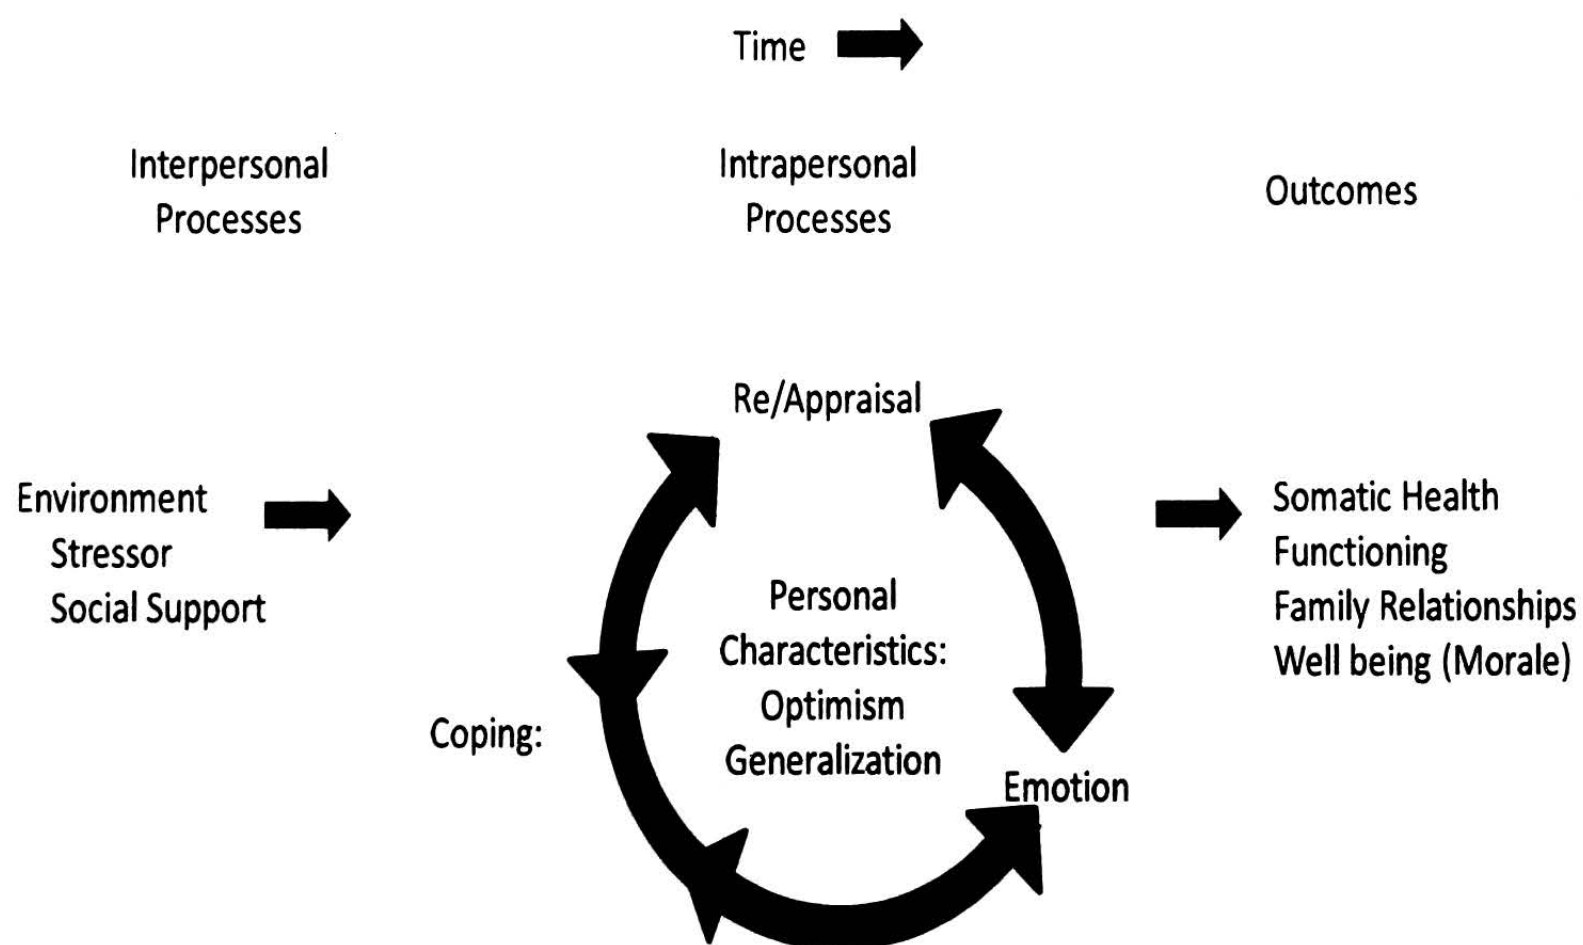 Time
Interpersonal
Processes
Intrapersonal
Processes
Outcomes
Re/Appraisal
Environment
Stressor
Social Support
Somatic Health
Functioning
Family Relationships
Well being (Morale)
Personal
Characteristics:
Optimism
Generalization
Coping:
Emotion